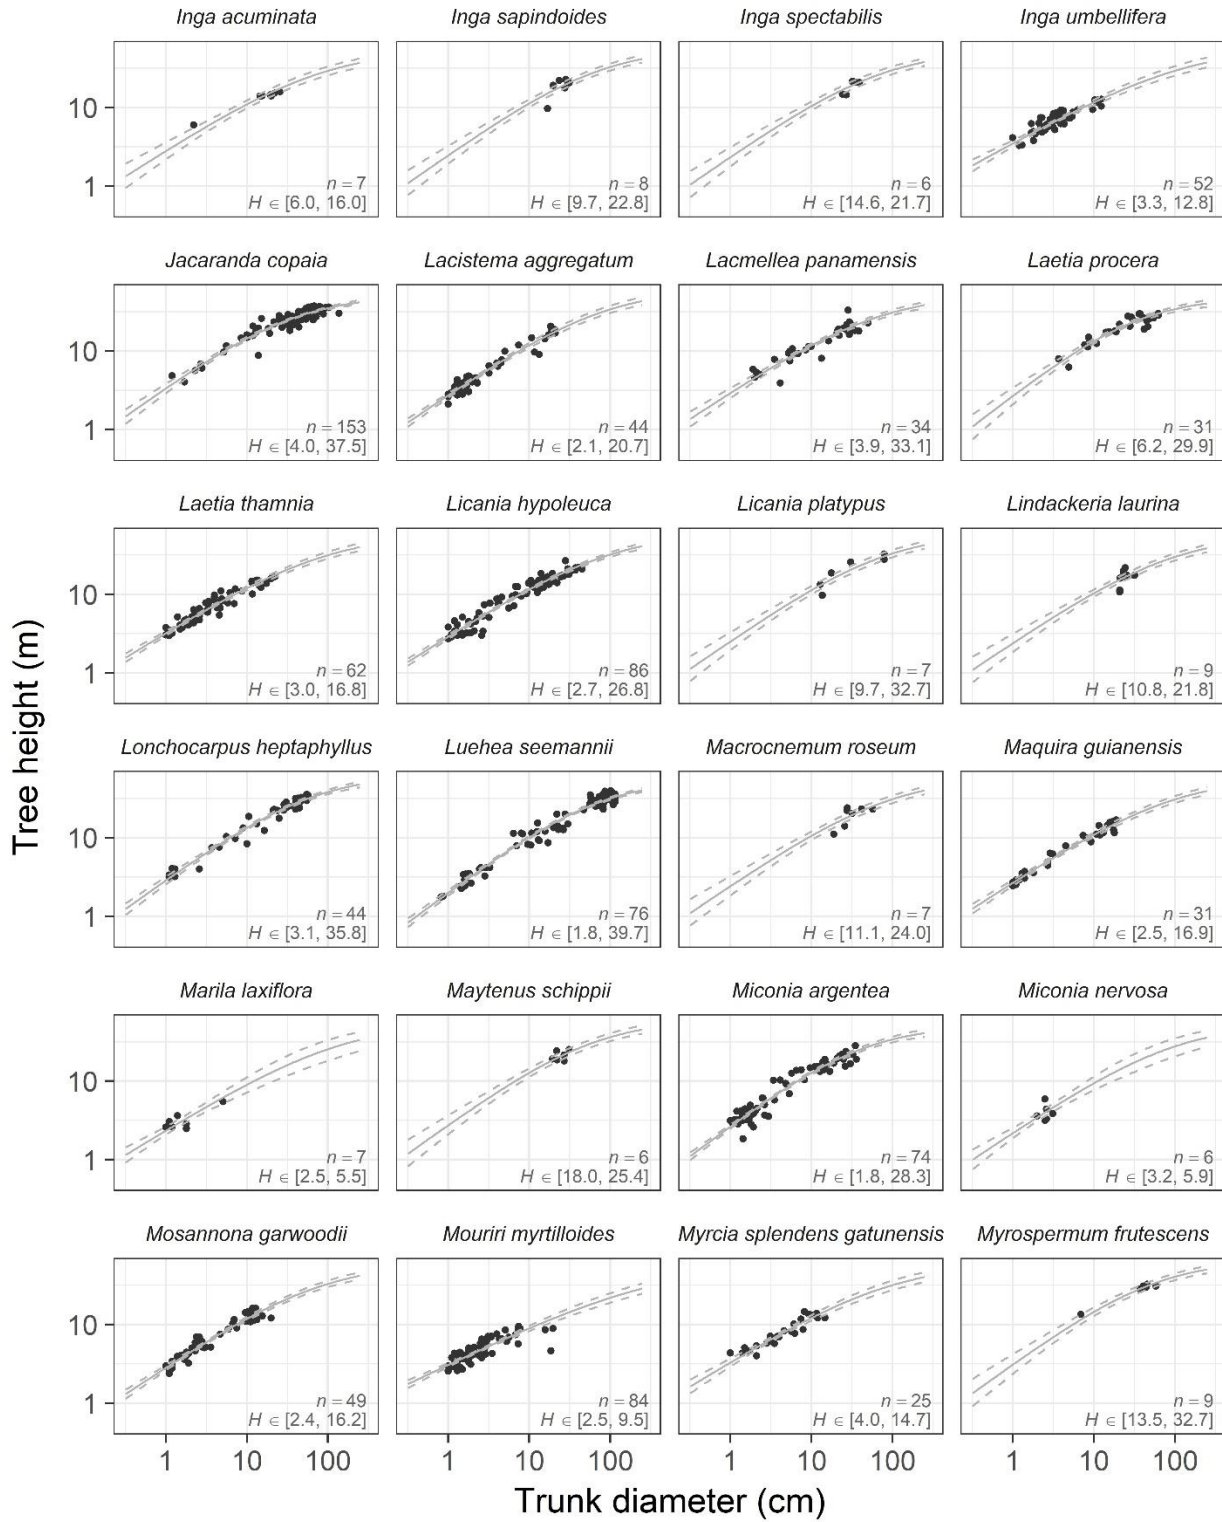 Inga acuminata
Inga sapindoides
Inga spectabilis
Inga umbellifera
10
1
n = 7
H ∈ [6.0, 16.0]
n = 8
H ∈ [9.7, 22.8]
n = 6
H ∈ [14.6, 21.7]
n = 52
H ∈ [3.3, 12.8]
Jacaranda copaia
Lacistema aggregatum
Lacmellea panamensis
Laetia procera
10
1
n = 153
H ∈ [4.0, 37.5]
n = 44
H ∈ [2.1, 20.7]
n = 34
H ∈ [3.9, 33.1]
n = 31
H ∈ [6.2, 29.9]
Laetia thamnia
Licania hypoleuca
Licania platypus
Lindackeria laurina
10
1
n = 62
H ∈ [3.0, 16.8]
n = 86
H ∈ [2.7, 26.8]
n = 7
H ∈ [9.7, 32.7]
n = 9
H ∈ [10.8, 21.8]
Tree height (m)
Lonchocarpus heptaphyllus
Luehea seemannii
Macrocnemum roseum
Maquira guianensis
10
1
n = 44
H ∈ [3.1, 35.8]
n = 76
H ∈ [1.8, 39.7]
n = 7
H ∈ [11.1, 24.0]
n = 31
H ∈ [2.5, 16.9]
Marila laxiflora
Maytenus schippii
Miconia argentea
Miconia nervosa
10
1
n = 7
H ∈ [2.5, 5.5]
n = 6
H ∈ [18.0, 25.4]
n = 74
H ∈ [1.8, 28.3]
n = 6
H ∈ [3.2, 5.9]
Mosannona garwoodii
Mouriri myrtilloides
Myrcia splendens gatunensis
Myrospermum frutescens
10
1
n = 49
H ∈ [2.4, 16.2]
n = 84
H ∈ [2.5, 9.5]
n = 25
H ∈ [4.0, 14.7]
n = 9
H ∈ [13.5, 32.7]
1 10 100
1 10 100
1 10 100
1 10 100
Trunk diameter (cm)